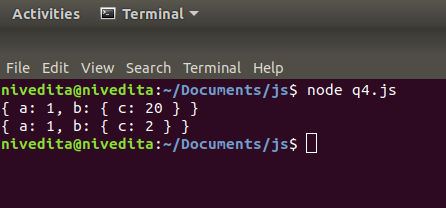 Activities Terminal
File Edit View Search Terminal Help
nivedita@nivedita:~/Documents/js$ node q4.js
{ a: 1, b: { c: 20 } }
{ a: 1, b: { c: 2 } }
nivedita@nivedita:~/Documents/js$